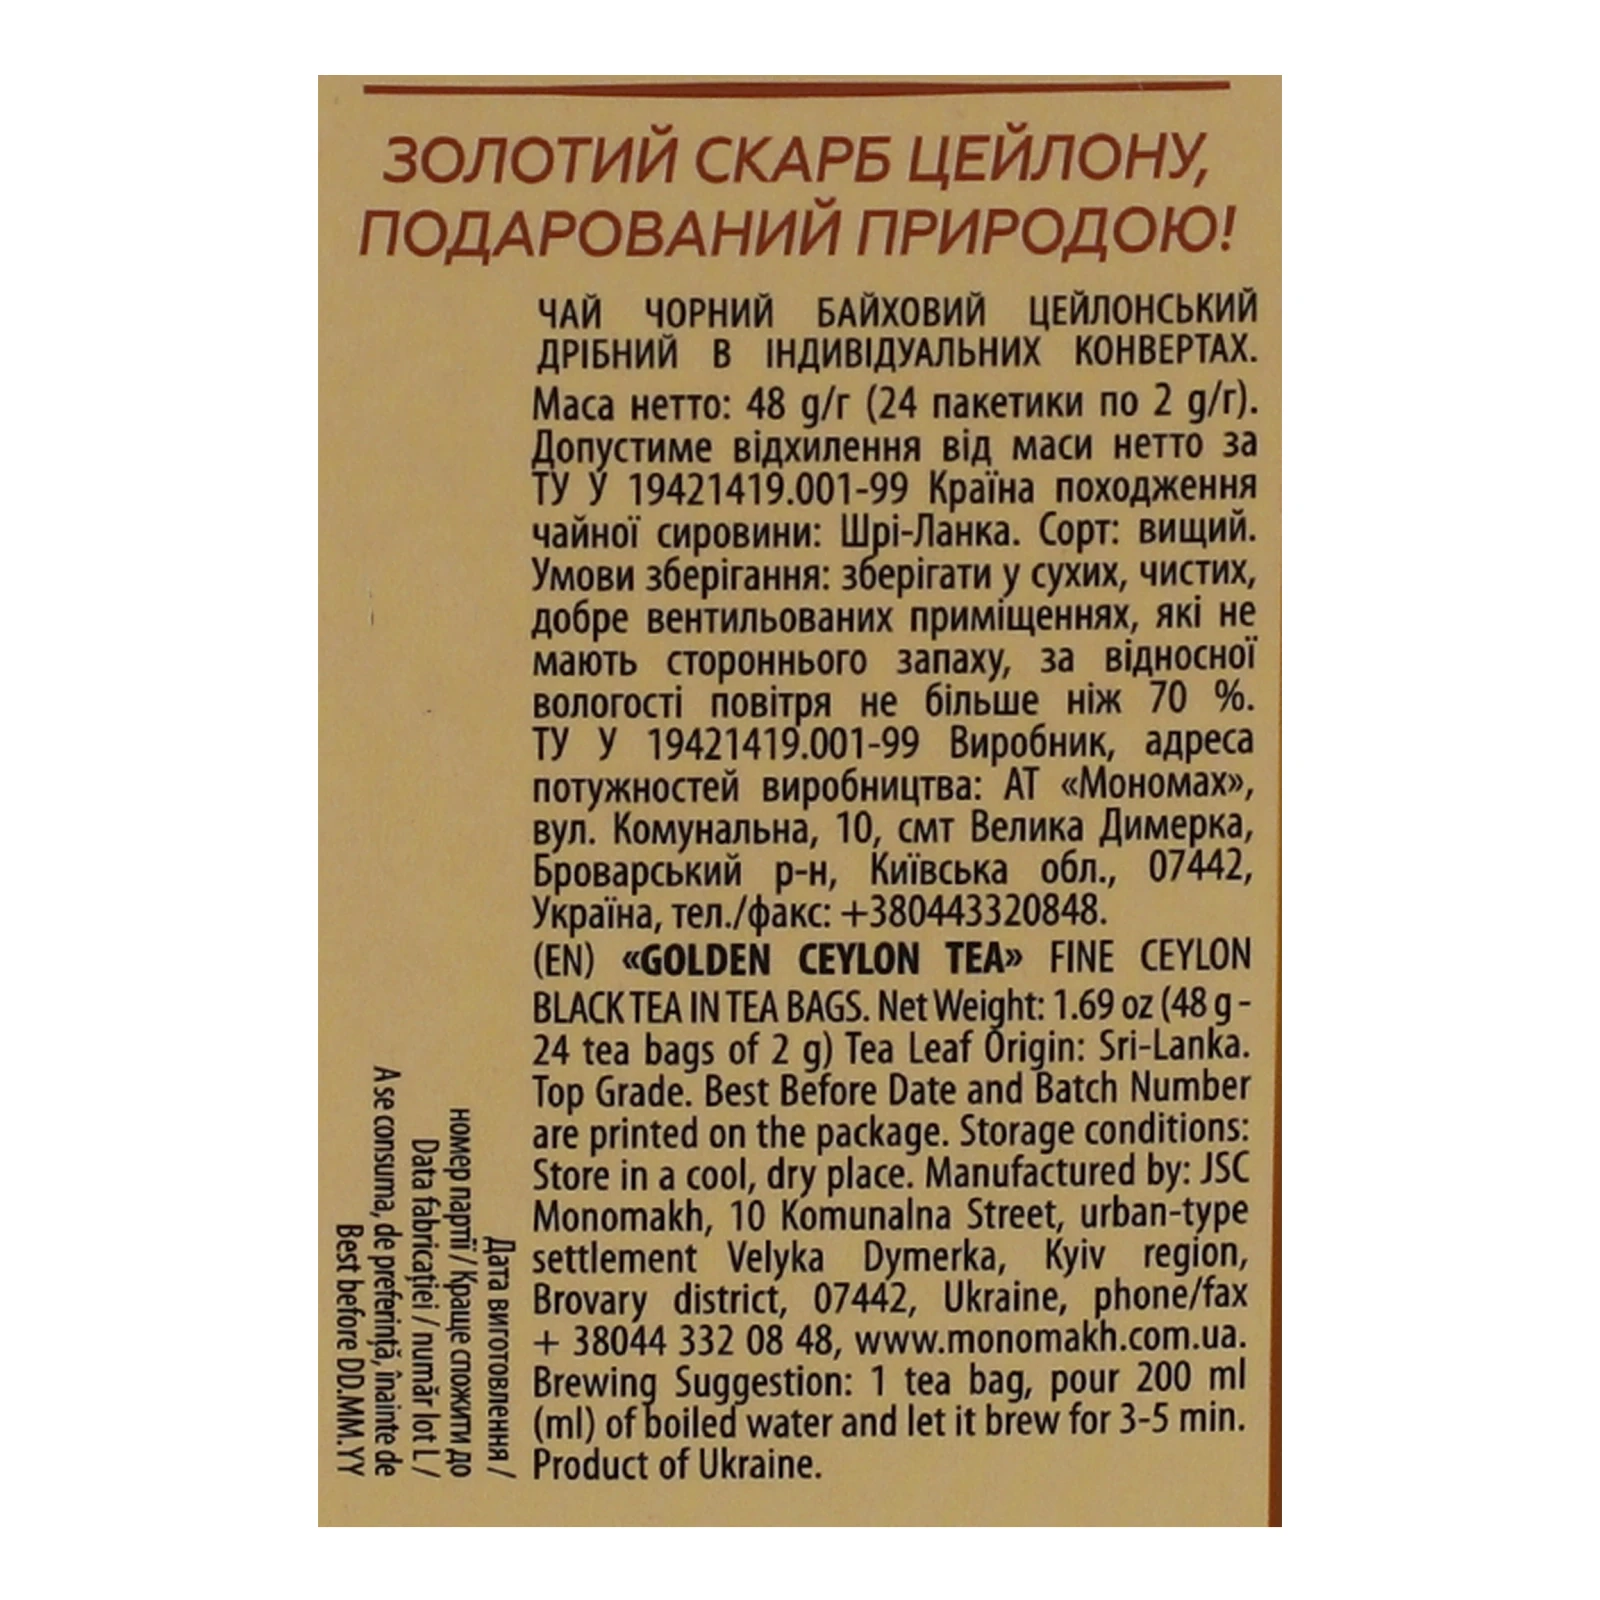 ЗОЛОТИЙ СКАРБ ЦЕЙЛОНУ,
ПОДАРОВАНИЙ ПРИРОДОЮ!
ЧАЙ ЧОРНИЙ БАЙХОВИЙ ЦЕЙЛОНСЬКИЙ
ДРІБНИЙ В ІНДИВІДУАЛЬНИХ КОНВЕРТАХ.
Маса нетто: 48 g/г (24 пакетики по 2 g/г).
Допустиме відхилення від маси нетто за
ТУ У 19421419.001-99 Країна походження
чайної сировини: Шрі-Ланка. Сорт: вищий.
Умови зберігання: зберігати у сухих, чистих,
добре вентильованих приміщеннях, які не
мають стороннього запаху, за відносної
вологості повітря не більше ніж 70 %.
ТУ У 19421419.001-99 Виробник, адреса
потужностей виробництва: АТ «Мономах»,
вул. Комунальна, 10, смт Велика Димерка,
Броварський р-н, Київська обл., 07442,
Україна, тел./факс: +380443320848.
(EN) «GOLDEN CEYLON TEA» FINE CEYLON
BLACK TEA IN TEA BAGS. Net Weight: 1.69 oz (48 g -
24 tea bags of 2 g) Tea Leaf Origin: Sri-Lanka.
Top Grade. Best Before Date and Batch Number
are printed on the package. Storage conditions:
Store in a cool, dry place. Manufactured by: JSC
Monomakh, 10 Komunalna Street, urban-type
settlement Velyka Dymerka, Kyiv region,
Brovary district, 07442, Ukraine, phone/fax
+ 38044 332 08 48, www.monomakh.com.ua.
Brewing Suggestion: 1 tea bag, pour 200 ml
(ml) of boiled water and let it brew for 3-5 min.
Product of Ukraine.
Дата виготовлення /
номер партії / Краще спожити до
Data fabricației / număr lot L /
A se consuma, de preferință, înainte de
Best before DD.MM.YY